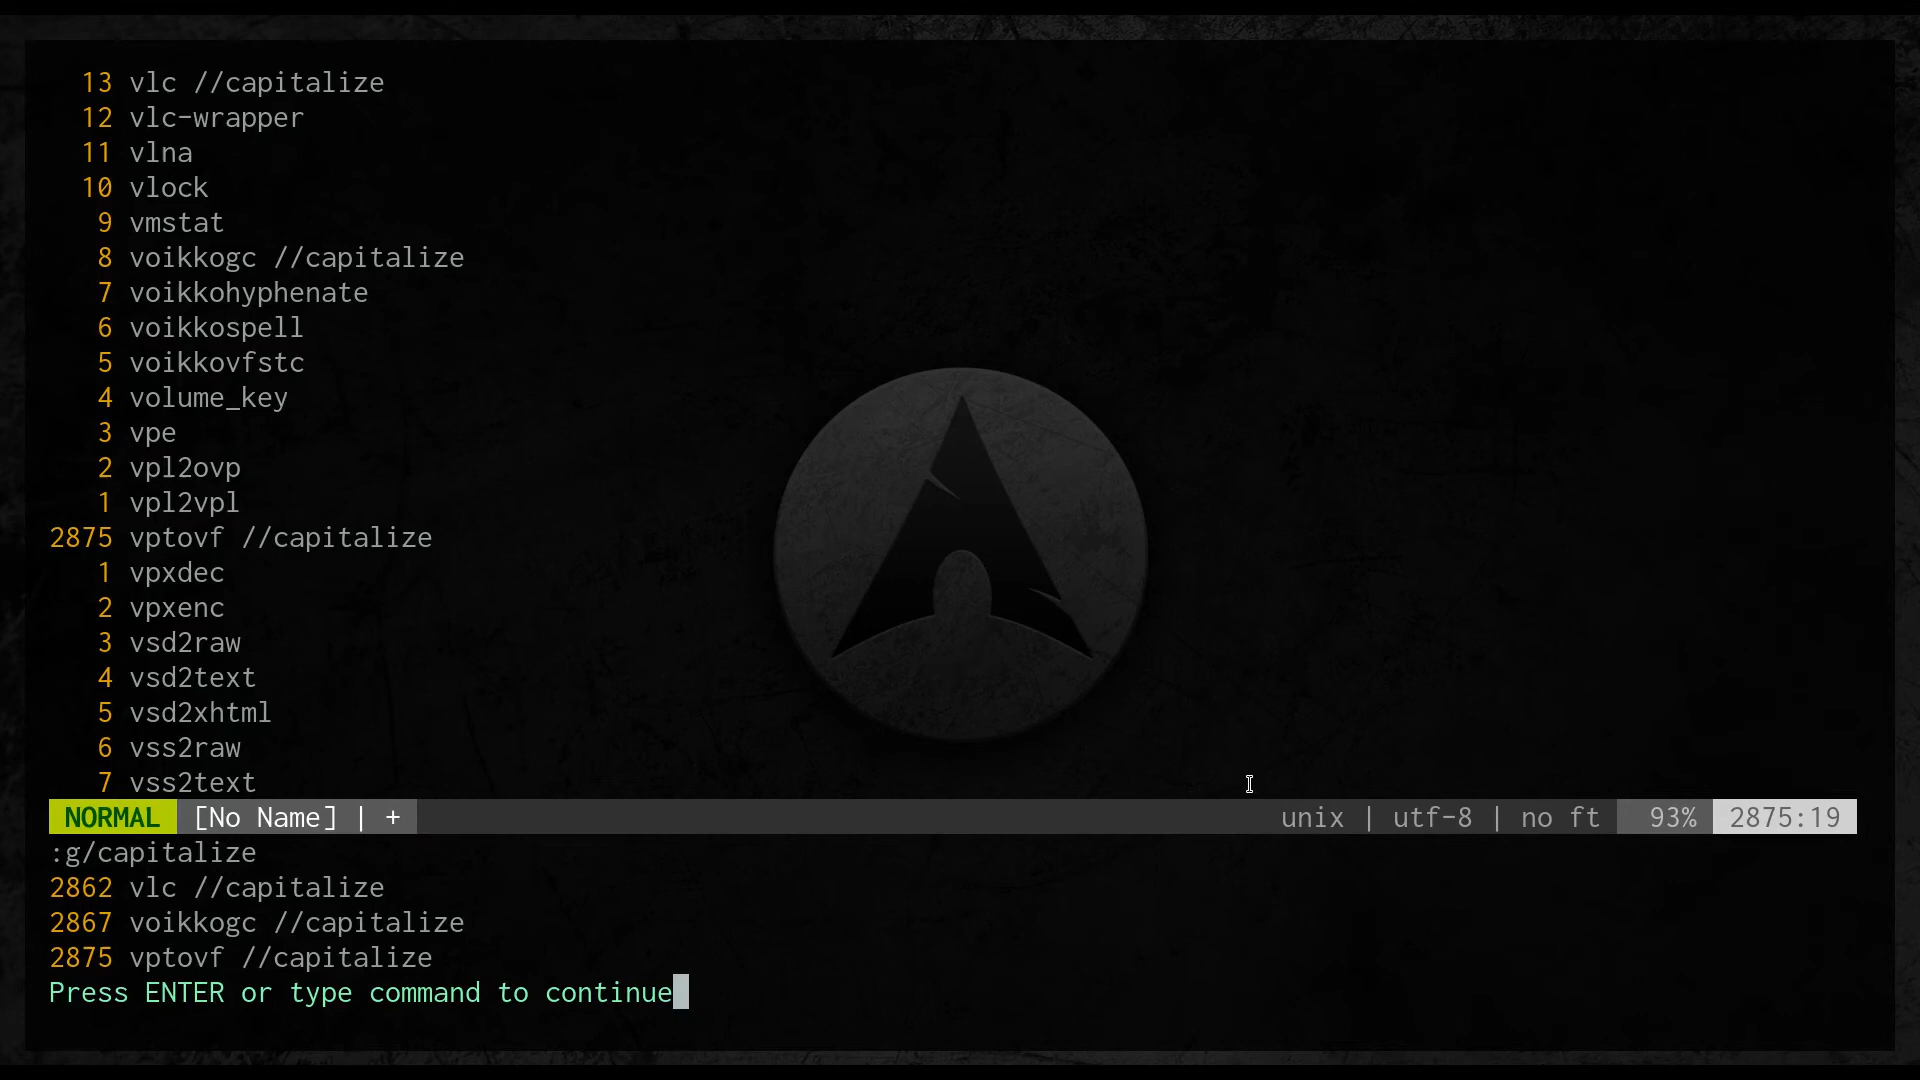 13 vlc //capitalize
12 vlc-wrapper
11 vlna
10 vlock
9 vmstat
8 voikkogc //capitalize
7 voikkohyphenate
6 voikkospell
5 voikkovfstc
4 volume_key
3 vpe
2 vpl2ovp
1 vpl2vpl
2875 vptovf //capitalize
1 vpxdec
2 vpxenc
3 vsd2raw
4 vsd2text
5 vsd2xhtml
6 vss2raw
7 vss2text
NORMAL [No Name] | + unix | utf-8 | no ft 93% 2875:19
:g/capitalize
2862 vlc //capitalize
2867 voikkogc //capitalize
2875 vptovf //capitalize
Press ENTER or type command to continue